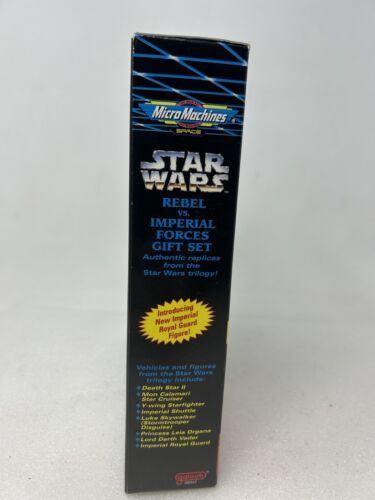 MicroMachines
SPACE
STAR
WARS
REBEL
VS.
IMPERIAL
FORCES
GIFT SET
Authentic replicas
from the
Star Wars trilogy!
Introducing
New Imperial
Royal Guard
Figure!
Vehicles and figures
from the Star Wars
trilogy include:
Death Star II
Mon Calamari
Star Cruiser
Y-wing Starfighter
Imperial Shuttle
Luke Skywalker
(Stormtrooper
Disguise)
Princess Leia Organa
Lord Darth Vader
Imperial Royal Guard
galoob